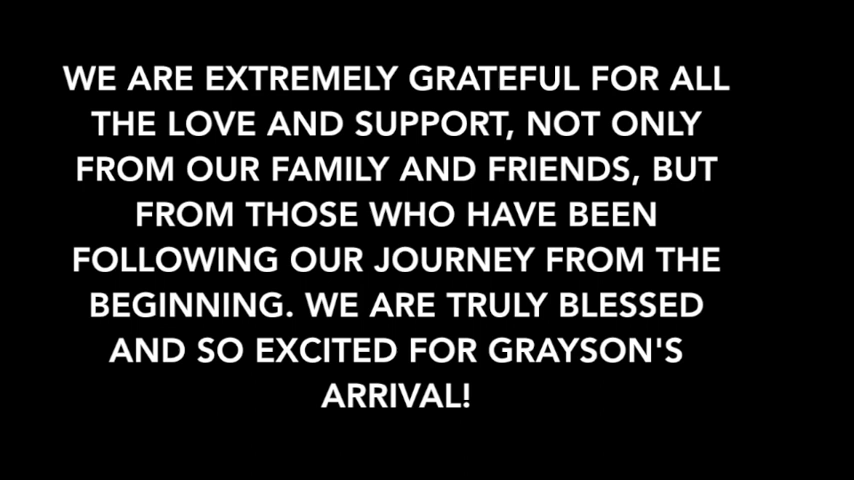 WE ARE EXTREMELY GRATEFUL FOR ALL
THE LOVE AND SUPPORT, NOT ONLY
FROM OUR FAMILY AND FRIENDS, BUT
FROM THOSE WHO HAVE BEEN
FOLLOWING OUR JOURNEY FROM THE
BEGINNING. WE ARE TRULY BLESSED
AND SO EXCITED FOR GRAYSON'S
ARRIVAL!